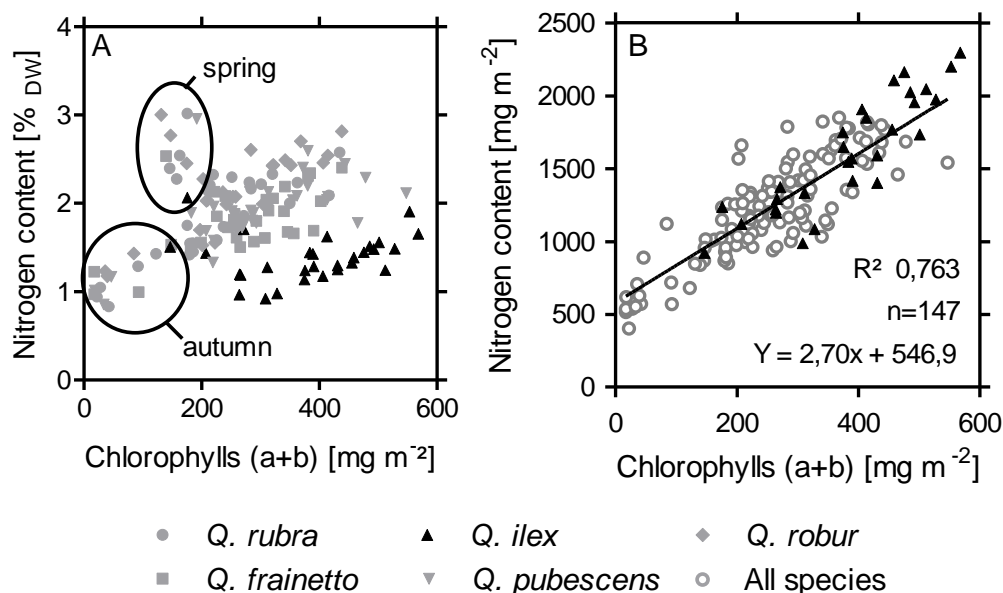 A
spring
autumn
Nitrogen content [% DW]
4
3
2
1
0
0 200 400 600
Chlorophylls (a+b) [mg m⁻²]
B
Nitrogen content [mg m⁻²]
2500
2000
1500
1000
500
0
R² 0,763
n=147
Y = 2,70x + 546,9
0 200 400 600
Chlorophylls (a+b) [mg m⁻²]
Q. rubra Q. ilex Q. robur
Q. frainetto Q. pubescens All species